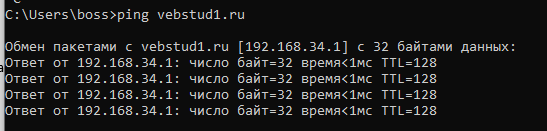 C:\Users\boss>ping vebstud1.ru
Обмен пакетами с vebstud1.ru [192.168.34.1] с 32 байтами данных:
Ответ от 192.168.34.1: число байт=32 время<1мс TTL=128
Ответ от 192.168.34.1: число байт=32 время<1мс TTL=128
Ответ от 192.168.34.1: число байт=32 время<1мс TTL=128
Ответ от 192.168.34.1: число байт=32 время<1мс TTL=128